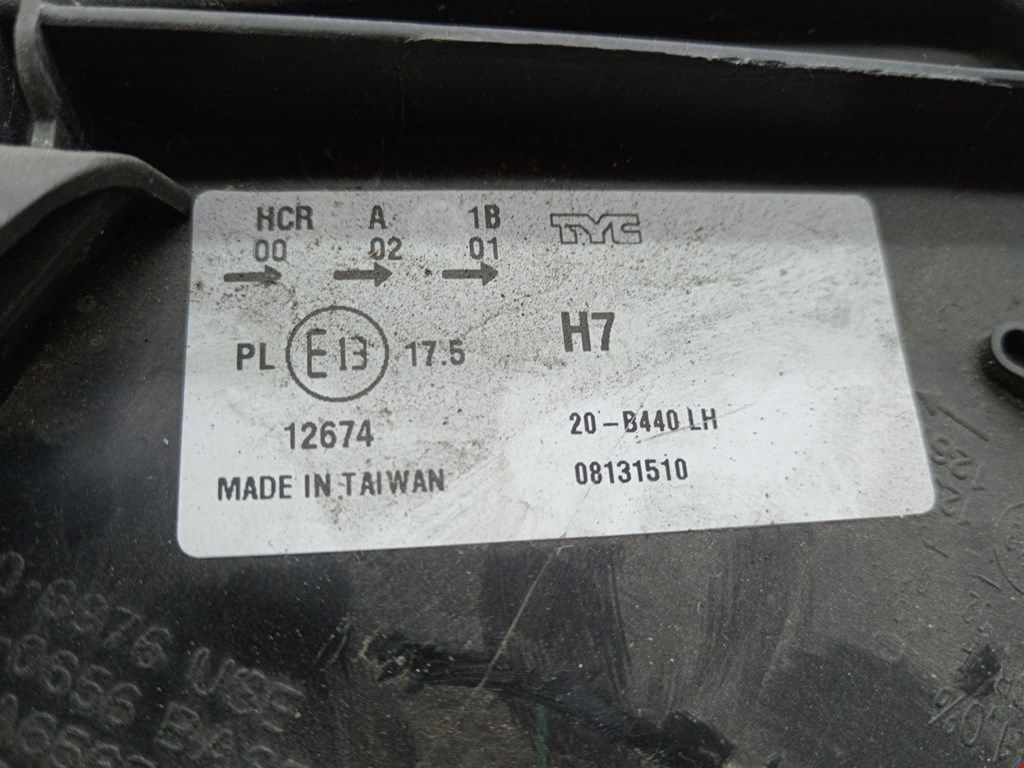 HCR A 1B TYC
00 02 01
PL E13 17.5 H7
12674 20-B440 LH
MADE IN TAIWAN 08131510